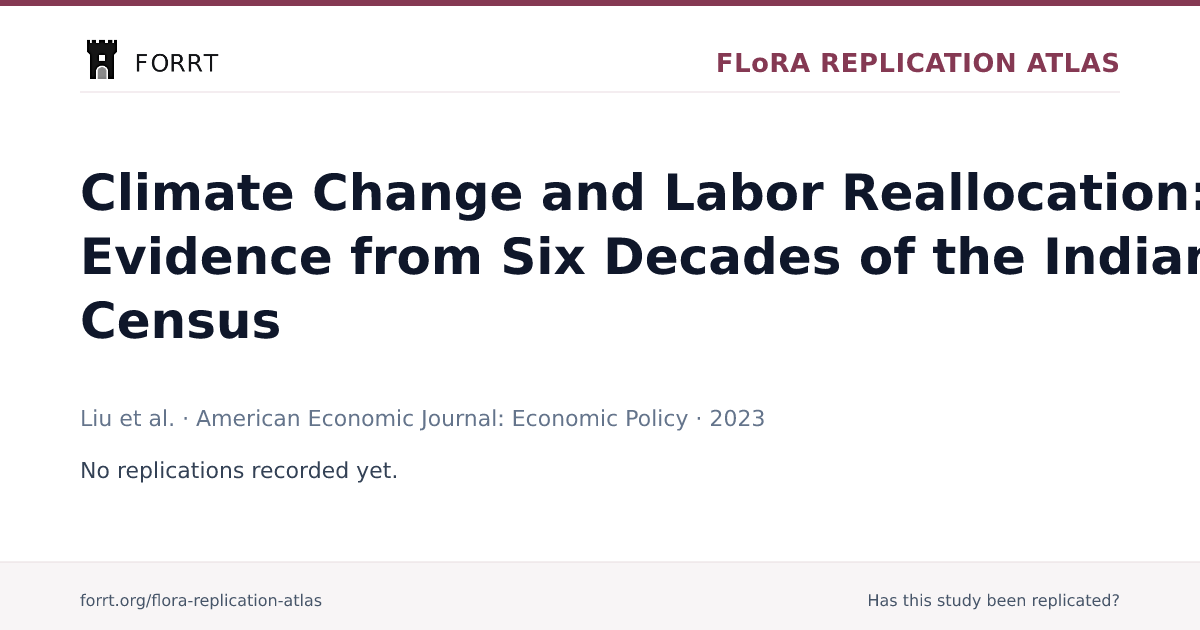 FORRT
FLoRA REPLICATION ATLAS
Climate Change and Labor Reallocation:
Evidence from Six Decades of the Indian
Census
Liu et al. · American Economic Journal: Economic Policy · 2023
No replications recorded yet.
forrt.org/flora-replication-atlas
Has this study been replicated?